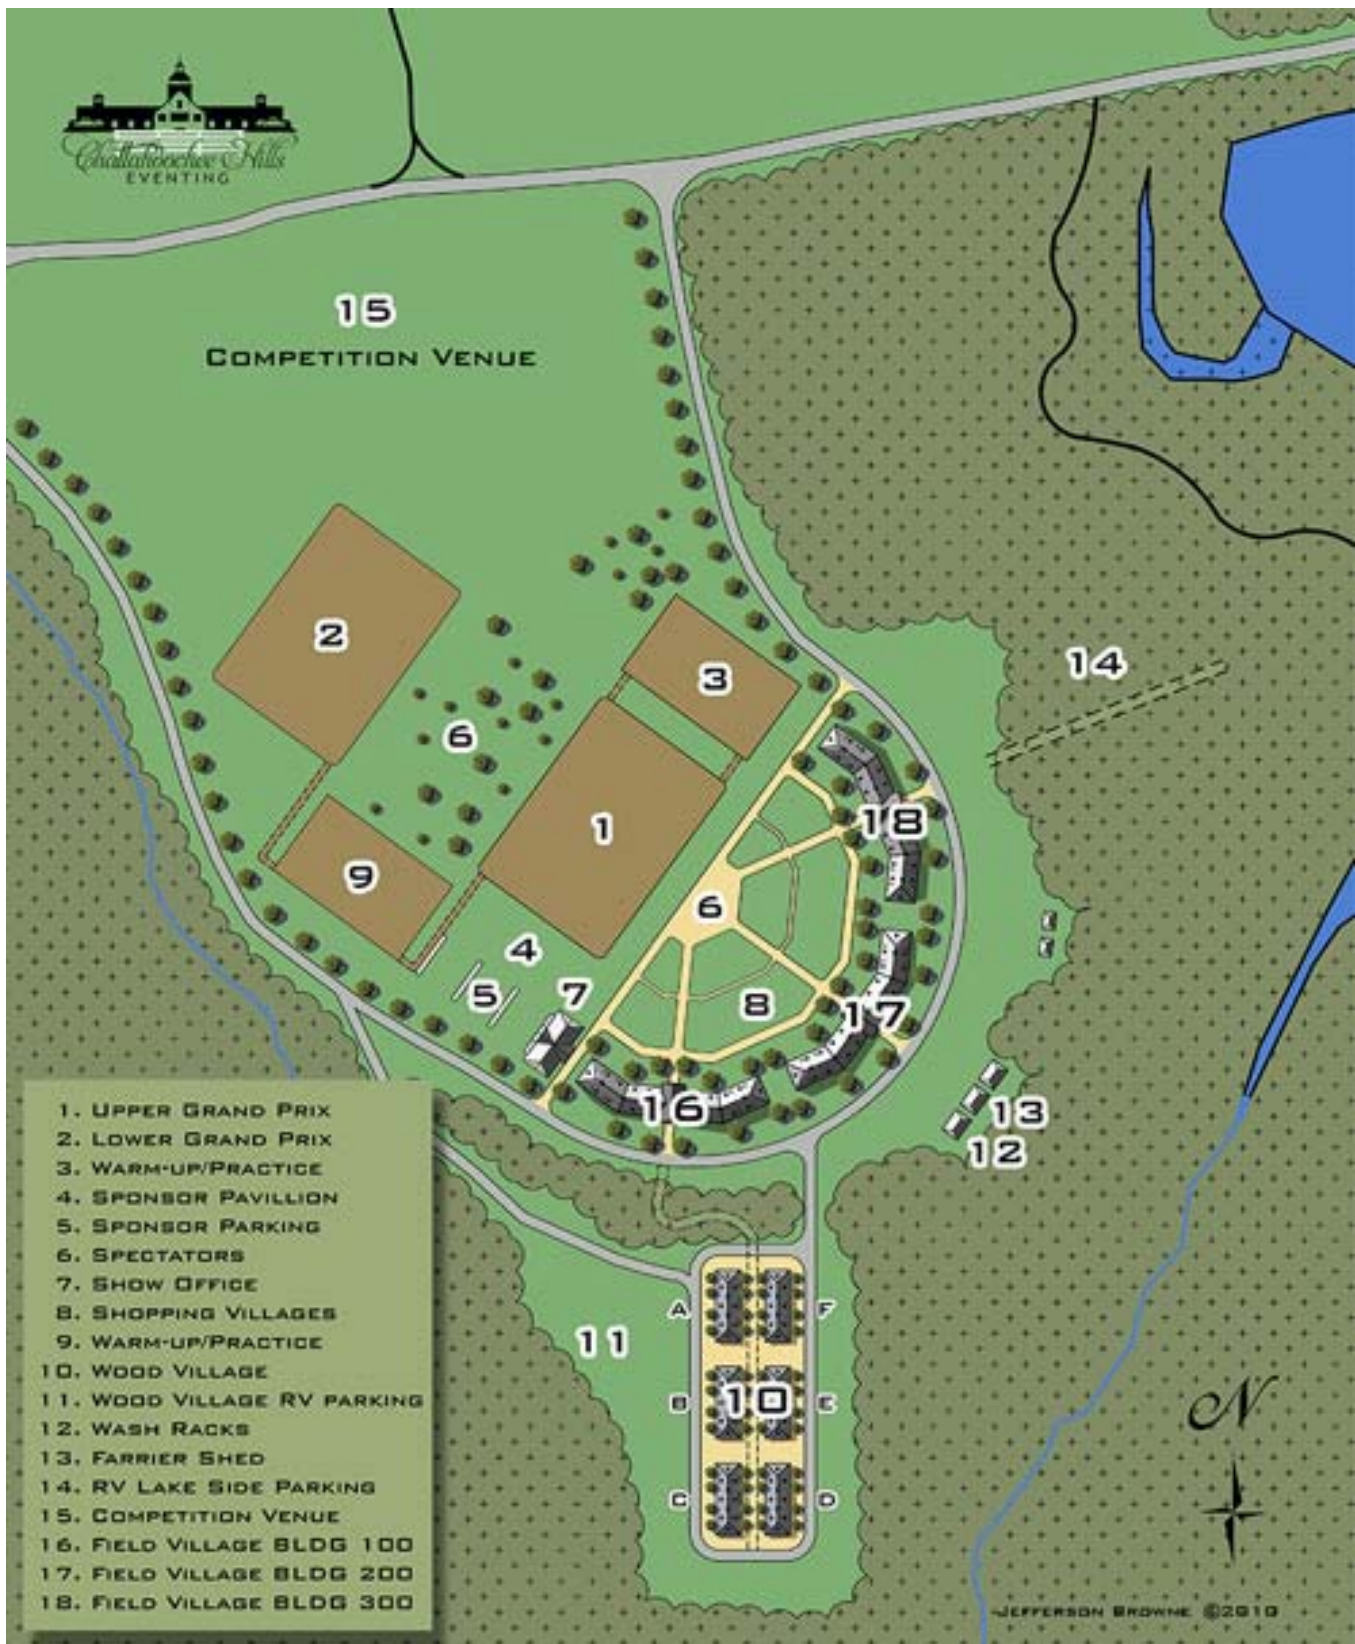 Chattahoochee Hills
EVENTING
15
COMPETITION VENUE
2
3
14
6
1
18
9
6
4
5
7
8
17
16
13
12
A
F
11
B
10
E
C
D
N
1. UPPER GRAND PRIX
2. LOWER GRAND PRIX
3. WARM-UP/PRACTICE
4. SPONSOR PAVILLION
5. SPONSOR PARKING
6. SPECTATORS
7. SHOW OFFICE
8. SHOPPING VILLAGES
9. WARM-UP/PRACTICE
10. WOOD VILLAGE
11. WOOD VILLAGE RV PARKING
12. WASH RACKS
13. FARRIER SHED
14. RV LAKE SIDE PARKING
15. COMPETITION VENUE
16. FIELD VILLAGE BLDG 100
17. FIELD VILLAGE BLDG 200
18. FIELD VILLAGE BLDG 300
JEFFERSON BROWNE ©2010